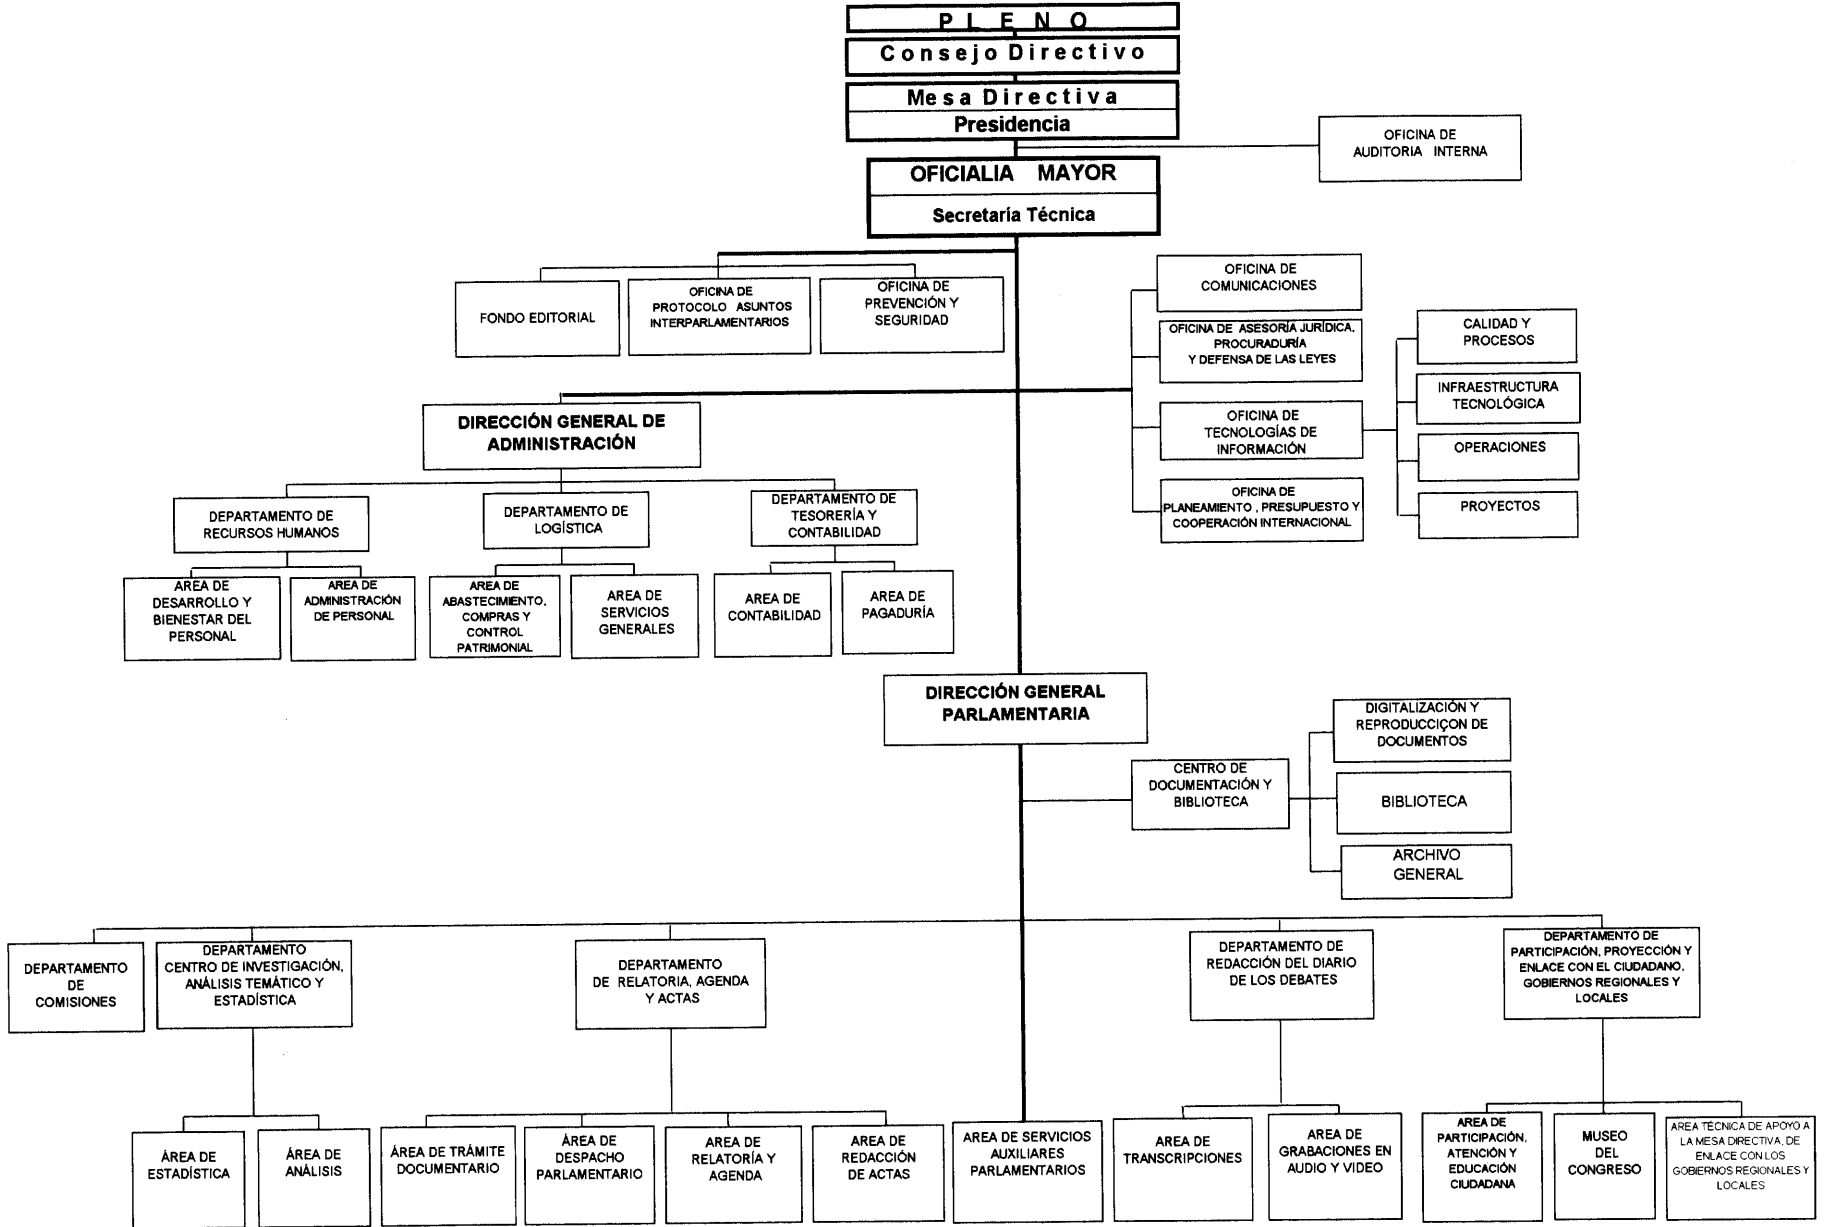 P L E N O
Consejo Directivo
Mesa Directiva
Presidencia
OFICINA DE
AUDITORIA INTERNA
OFICIALIA MAYOR
Secretaría Técnica
FONDO EDITORIAL
OFICINA DE
PROTOCOLO ASUNTOS
INTERPARLAMENTARIOS
OFICINA DE
PREVENCIÓN Y
SEGURIDAD
OFICINA DE
COMUNICACIONES
OFICINA DE ASESORÍA JURÍDICA,
PROCURADURÍA
Y DEFENSA DE LAS LEYES
OFICINA DE
TECNOLOGÍAS DE
INFORMACIÓN
OFICINA DE
PLANEAMIENTO , PRESUPUESTO Y
COOPERACIÓN INTERNACIONAL
CALIDAD Y
PROCESOS
INFRAESTRUCTURA
TECNOLÓGICA
OPERACIONES
PROYECTOS
DIRECCIÓN GENERAL DE
ADMINISTRACIÓN
DEPARTAMENTO DE
RECURSOS HUMANOS
DEPARTAMENTO DE
LOGÍSTICA
DEPARTAMENTO DE
TESORERÍA Y
CONTABILIDAD
AREA DE
DESARROLLO Y
BIENESTAR DEL
PERSONAL
AREA DE
ADMINISTRACIÓN
DE PERSONAL
AREA DE
ABASTECIMIENTO,
COMPRAS Y
CONTROL
PATRIMONIAL
AREA DE
SERVICIOS
GENERALES
AREA DE
CONTABILIDAD
AREA DE
PAGADURÍA
DIRECCIÓN GENERAL
PARLAMENTARIA
CENTRO DE
DOCUMENTACIÓN Y
BIBLIOTECA
DIGITALIZACIÓN Y
REPRODUCCIÇON DE
DOCUMENTOS
BIBLIOTECA
ARCHIVO
GENERAL
DEPARTAMENTO
DE
COMISIONES
DEPARTAMENTO
CENTRO DE INVESTIGACIÓN,
ANÁLISIS TEMÁTICO Y
ESTADÍSTICA
DEPARTAMENTO
DE RELATORIA, AGENDA
Y ACTAS
DEPARTAMENTO DE
REDACCIÓN DEL DIARIO
DE LOS DEBATES
DEPARTAMENTO DE
PARTICIPACIÓN, PROYECCIÓN Y
ENLACE CON EL CIUDADANO,
GOBIERNOS REGIONALES Y
LOCALES
ÁREA DE
ESTADÍSTICA
ÁREA DE
ANÁLISIS
ÁREA DE TRÁMITE
DOCUMENTARIO
ÁREA DE
DESPACHO
PARLAMENTARIO
AREA DE
RELATORÍA Y
AGENDA
AREA DE
REDACCIÓN
DE ACTAS
AREA DE SERVICIOS
AUXILIARES
PARLAMENTARIOS
AREA DE
TRANSCRIPCIONES
AREA DE
GRABACIONES EN
AUDIO Y VIDEO
AREA DE
PARTICIPACIÓN,
ATENCIÓN Y
EDUCACIÓN
CIUDADANA
MUSEO
DEL
CONGRESO
AREA TÉCNICA DE APOYO A
LA MESA DIRECTIVA, DE
ENLACE CON LOS
GOBIERNOS REGIONALES Y
LOCALES